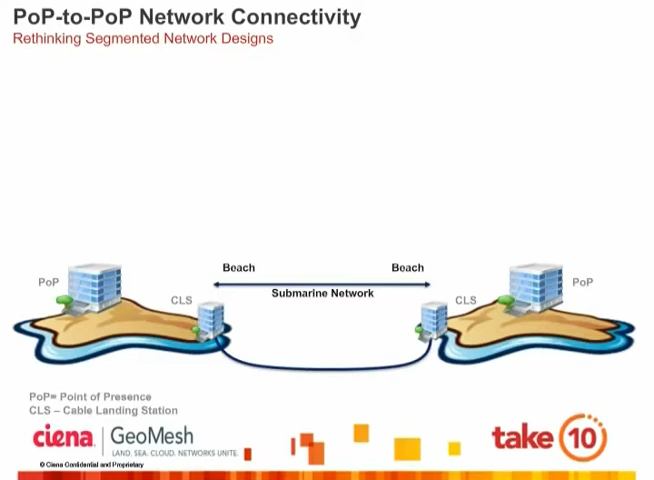 PoP-to-PoP Network Connectivity
Rethinking Segmented Network Designs
Beach
Beach
PoP
PoP
Submarine Network
CLS
CLS
PoP= Point of Presence
CLS – Cable Landing Station
ciena
GeoMesh
LAND. SEA. CLOUD. NETWORKS UNITE.
take 10
© Ciena Confidential and Proprietary